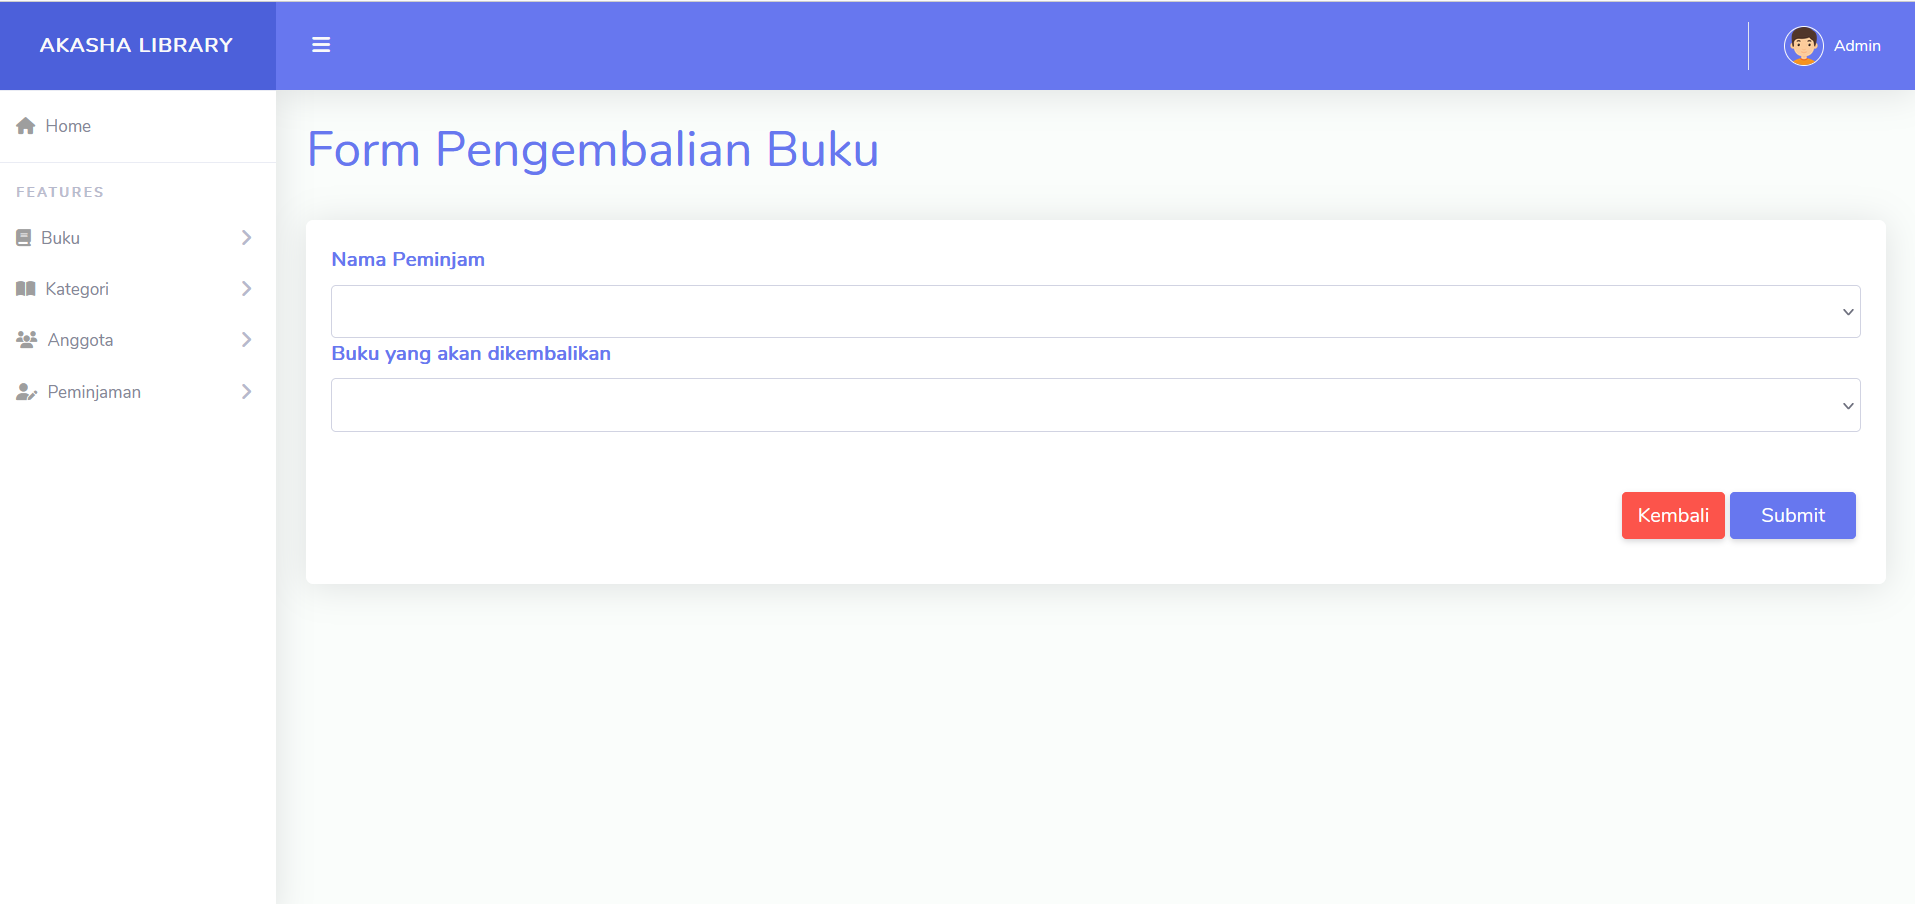 AKASHA LIBRARY
Admin
Home
FEATURES
Buku
Kategori
Anggota
Peminjaman
Form Pengembalian Buku
Nama Peminjam
Buku yang akan dikembalikan
Kembali
Submit